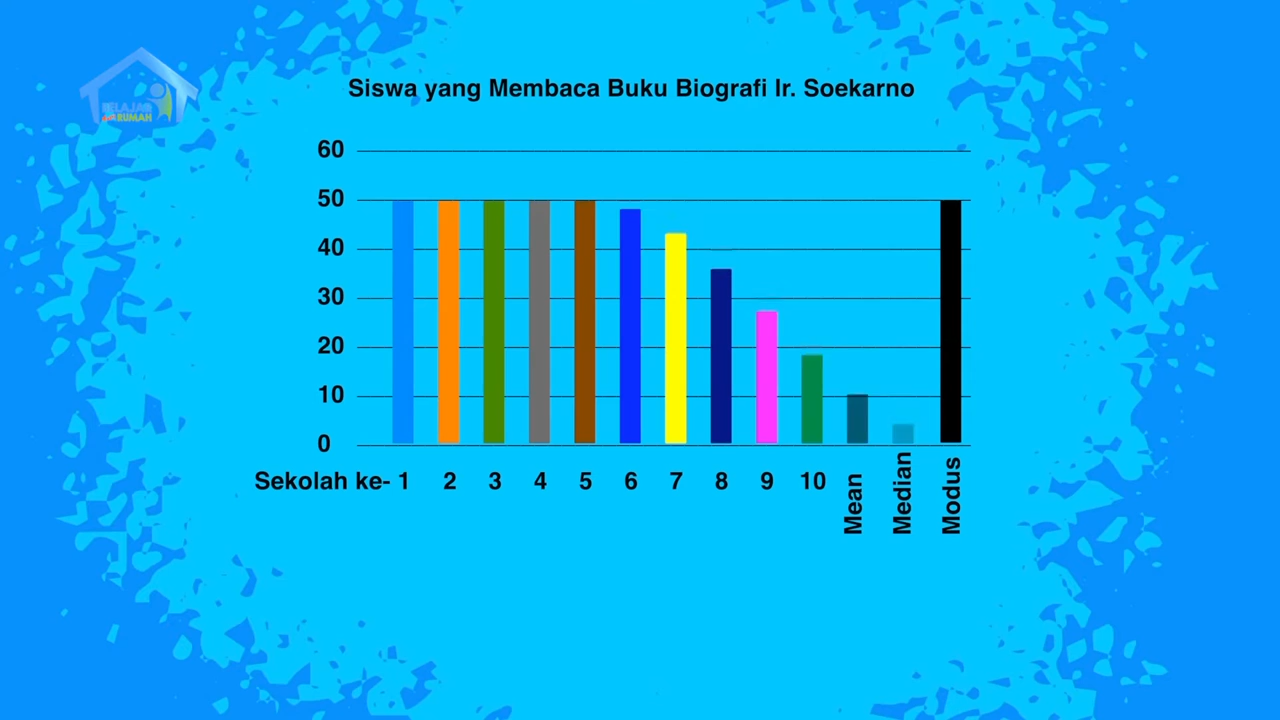 BELAJAR
dari RUMAH
Siswa yang Membaca Buku Biografi Ir. Soekarno
60
50
40
30
20
10
0
Sekolah ke- 1 2 3 4 5 6 7 8 9 10 Mean Median Modus